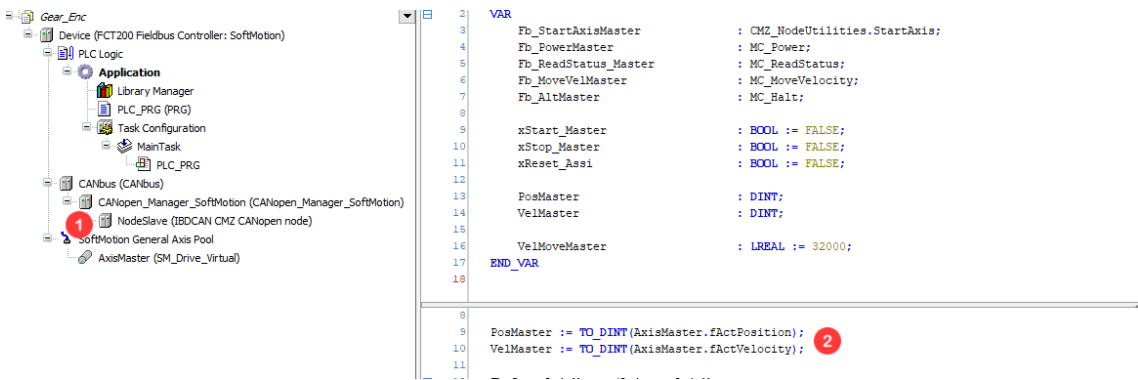 Gear_Enc
Device (FCT200 Fieldbus Controller: SoftMotion)
PLC Logic
Application
Library Manager
PLC_PRG (PRG)
Task Configuration
MainTask
PLC_PRG
CANbus (CANbus)
CANopen_Manager_SoftMotion (CANopen_Manager_SoftMotion)
1 NodeSlave (IBDCAN CMZ CANopen node)
SoftMotion General Axis Pool
AxisMaster (SM_Drive_Virtual)
2 VAR
3 Fb_StartAxisMaster : CMZ_NodeUtilities.StartAxis;
4 Fb_PowerMaster : MC_Power;
5 Fb_ReadStatus_Master : MC_ReadStatus;
6 Fb_MoveVelMaster : MC_MoveVelocity;
7 Fb_AltMaster : MC_Halt;
8
9 xStart_Master : BOOL := FALSE;
10 xStop_Master : BOOL := FALSE;
11 xReset_Assi : BOOL := FALSE;
12
13 PosMaster : DINT;
14 VelMaster : DINT;
15
16 VelMoveMaster : LREAL := 32000;
17 END_VAR
18
8
9 PosMaster := TO_DINT(AxisMaster.fActPosition);
10 VelMaster := TO_DINT(AxisMaster.fActVelocity); 2
11